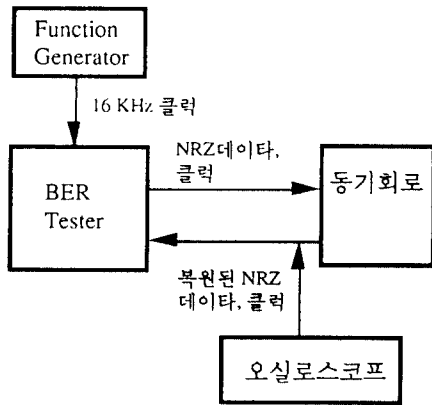 Function
Generator
16 KHz 클럭
BER
Tester
NRZ데이타,
클럭
동기회로
복원된 NRZ
데이타, 클럭
오실로스코프